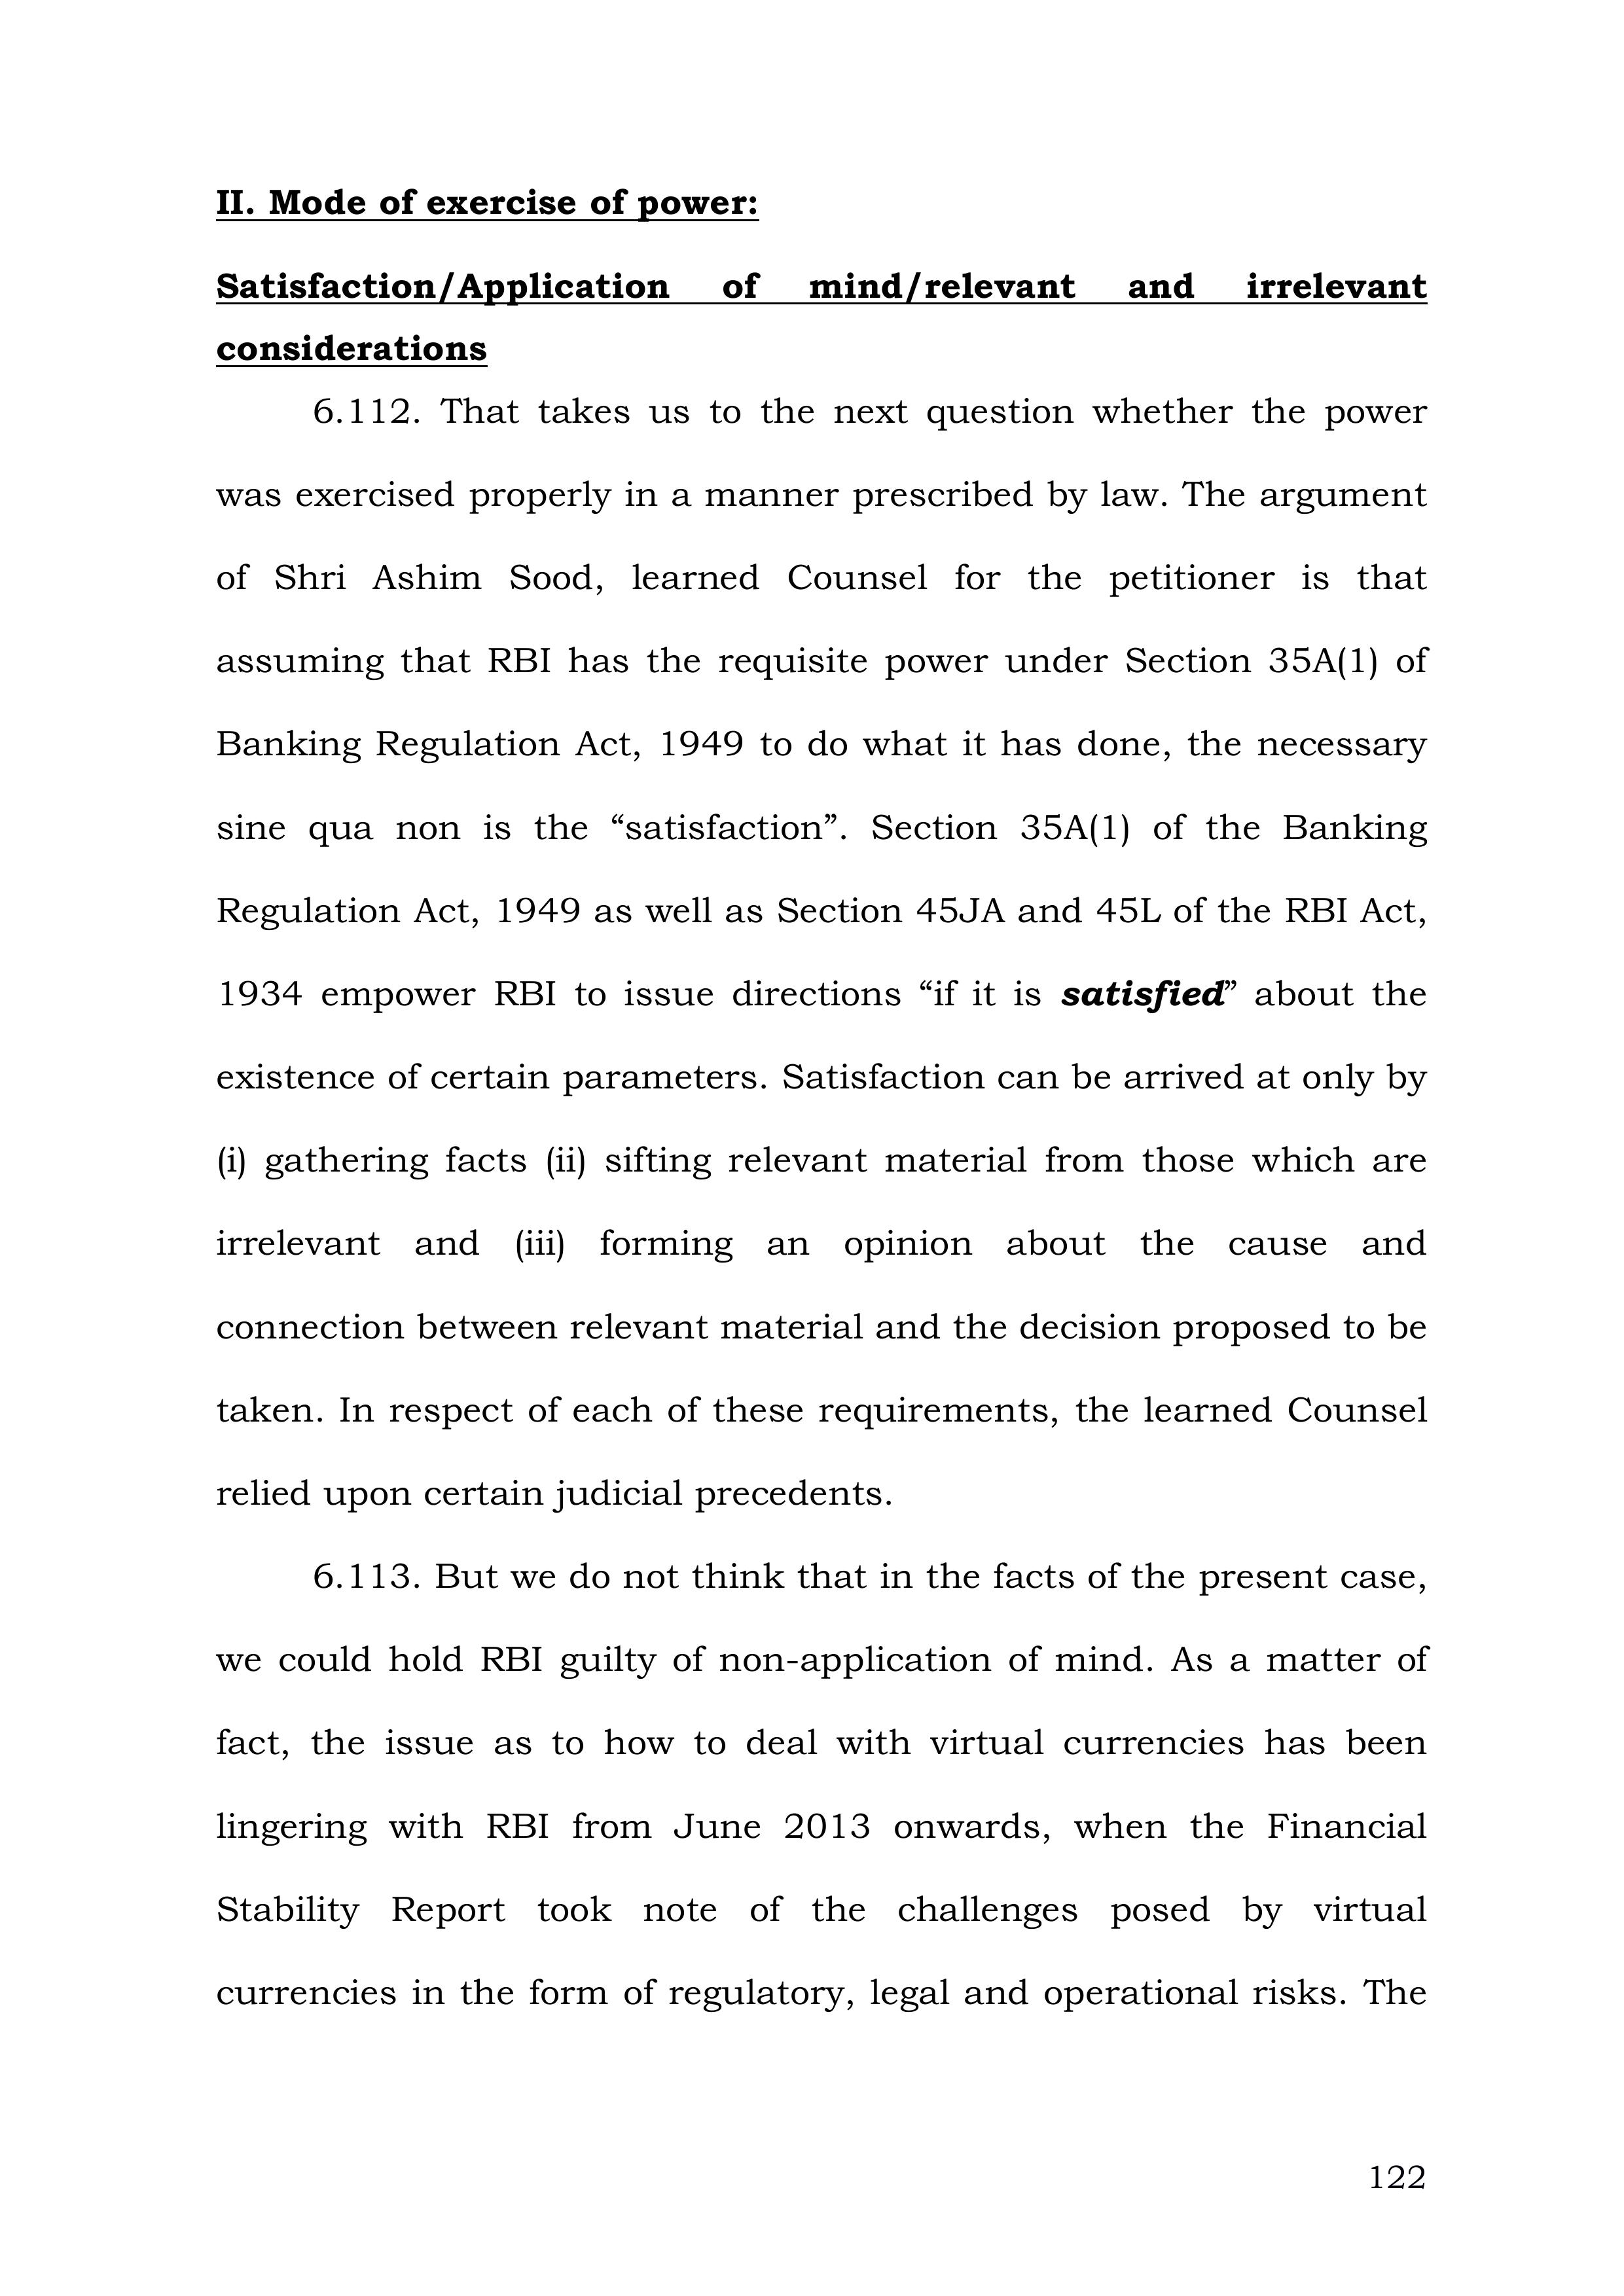 II. Mode of exercise of power:
Satisfaction/Application of mind/relevant and irrelevant
considerations
6.112. That takes us to the next question whether the power
was exercised properly in a manner prescribed by law. The argument
of Shri Ashim Sood, learned Counsel for the petitioner is that
assuming that RBI has the requisite power under Section 35A(1) of
Banking Regulation Act, 1949 to do what it has done, the necessary
sine qua non is the “satisfaction”. Section 35A(1) of the Banking
Regulation Act, 1949 as well as Section 45JA and 45L of the RBI Act,
1934 empower RBI to issue directions “if it is satisfied” about the
existence of certain parameters. Satisfaction can be arrived at only by
(i) gathering facts (ii) sifting relevant material from those which are
irrelevant and (iii) forming an opinion about the cause and
connection between relevant material and the decision proposed to be
taken. In respect of each of these requirements, the learned Counsel
relied upon certain judicial precedents.
6.113. But we do not think that in the facts of the present case,
we could hold RBI guilty of non-application of mind. As a matter of
fact, the issue as to how to deal with virtual currencies has been
lingering with RBI from June 2013 onwards, when the Financial
Stability Report took note of the challenges posed by virtual
currencies in the form of regulatory, legal and operational risks. The
122